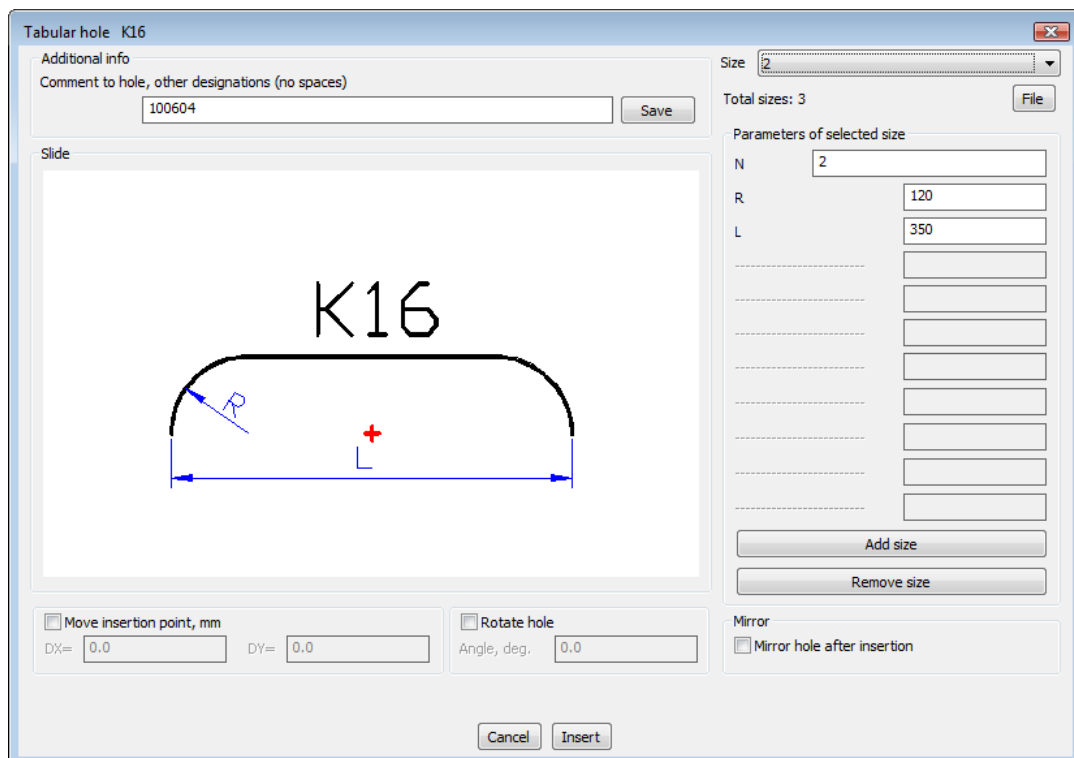 Tabular hole K16
Additional info
Comment to hole, other designations (no spaces)
100604
Save
Size 2
Total sizes: 3
File
Slide
K16
R
L
Parameters of selected size
N 2
R 120
L 350
--------------------------
--------------------------
--------------------------
--------------------------
--------------------------
--------------------------
--------------------------
--------------------------
Add size
Remove size
Move insertion point, mm
DX= 0.0 DY= 0.0
Rotate hole
Angle, deg. 0.0
Mirror
Mirror hole after insertion
Cancel Insert